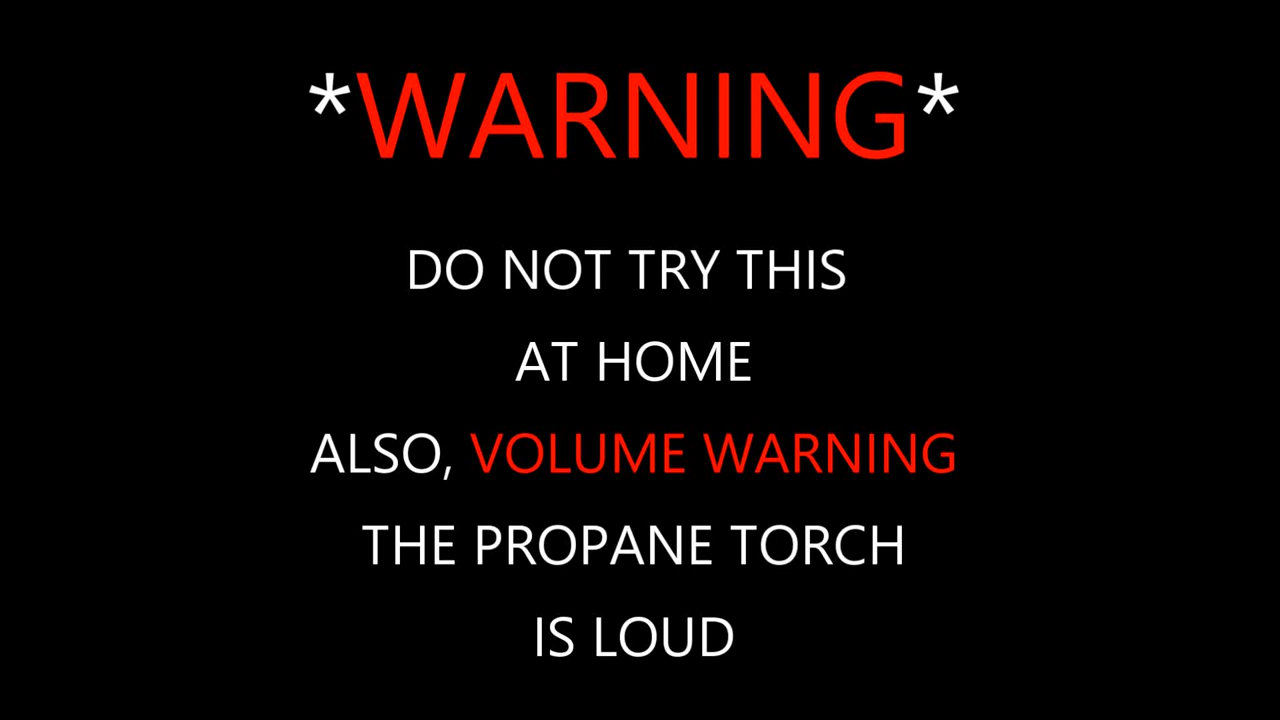 *WARNING*
DO NOT TRY THIS
AT HOME
ALSO, VOLUME WARNING
THE PROPANE TORCH
IS LOUD